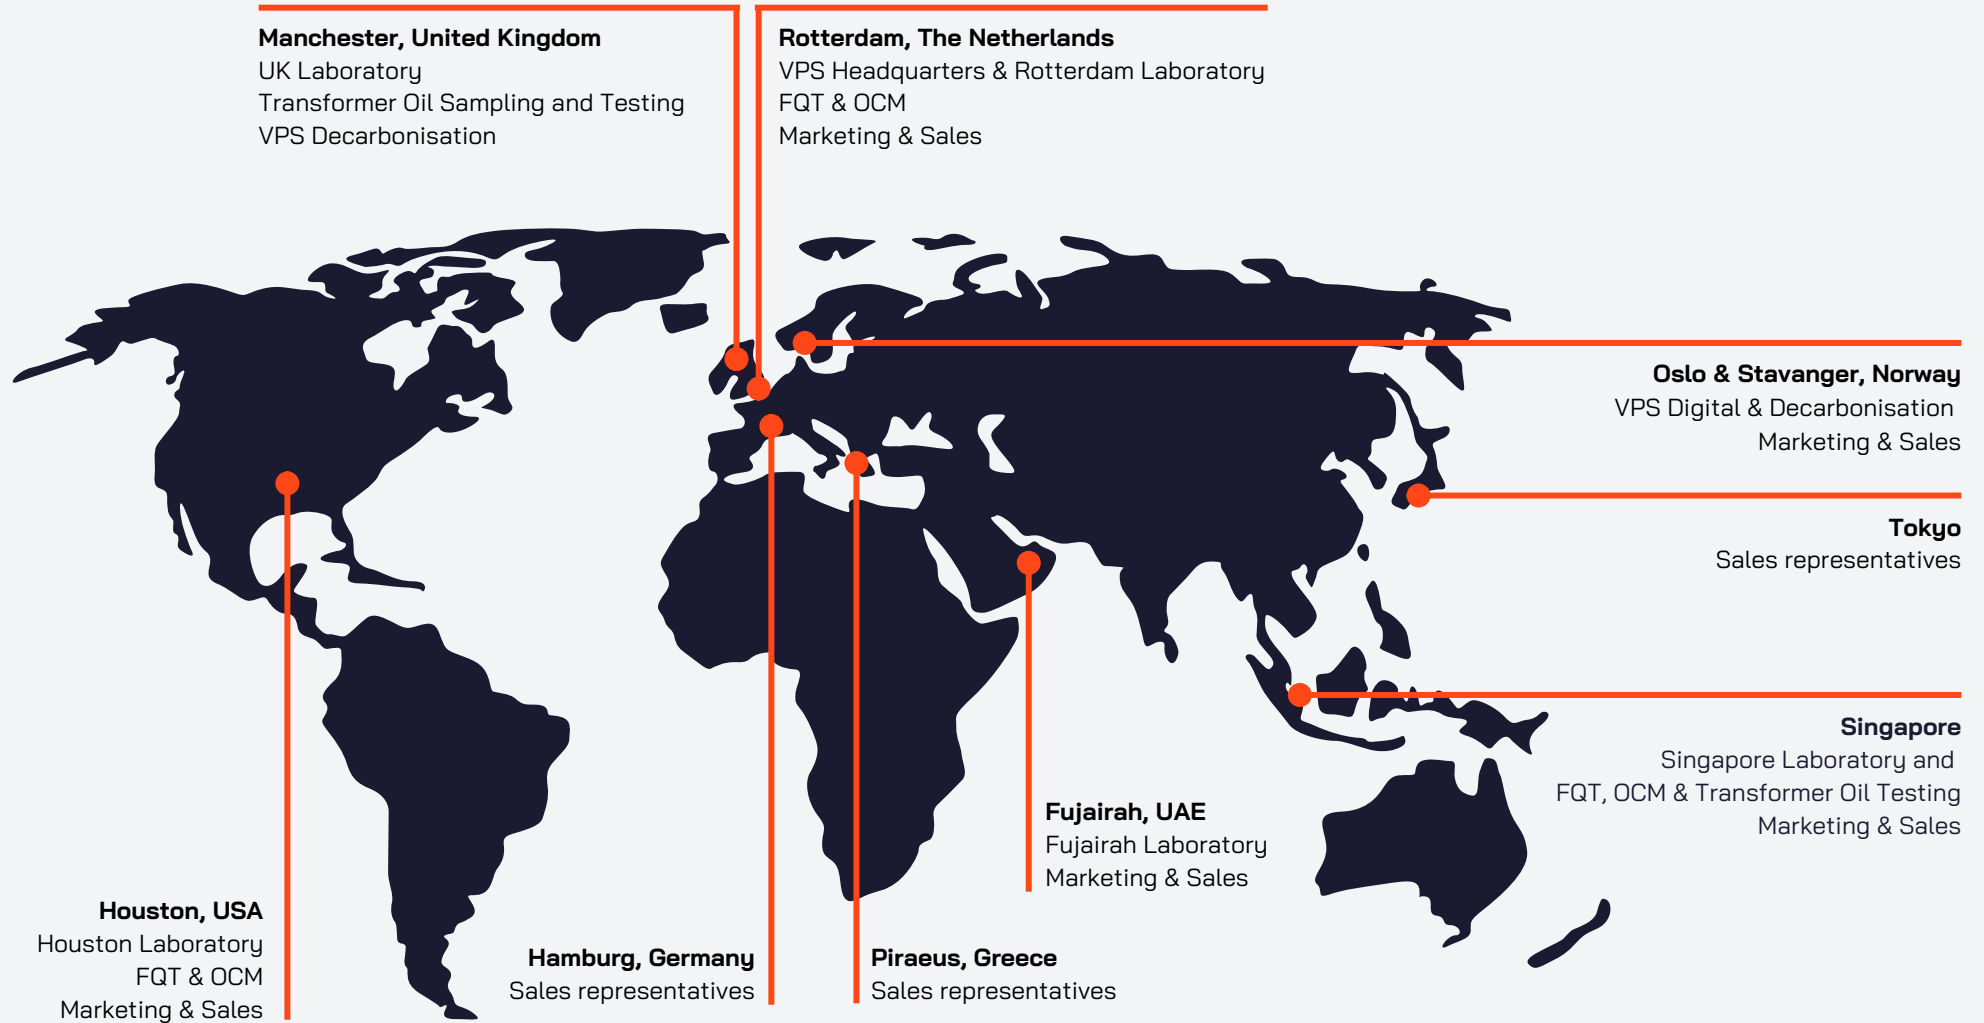 Manchester, United Kingdom
UK Laboratory
Transformer Oil Sampling and Testing
VPS Decarbonisation
Rotterdam, The Netherlands
VPS Headquarters & Rotterdam Laboratory
FQT & OCM
Marketing & Sales
Oslo & Stavanger, Norway
VPS Digital & Decarbonisation
Marketing & Sales
Tokyo
Sales representatives
Singapore
Singapore Laboratory and
FQT, OCM & Transformer Oil Testing
Marketing & Sales
Fujairah, UAE
Fujairah Laboratory
Marketing & Sales
Houston, USA
Houston Laboratory
FQT & OCM
Marketing & Sales
Hamburg, Germany
Sales representatives
Piraeus, Greece
Sales representatives